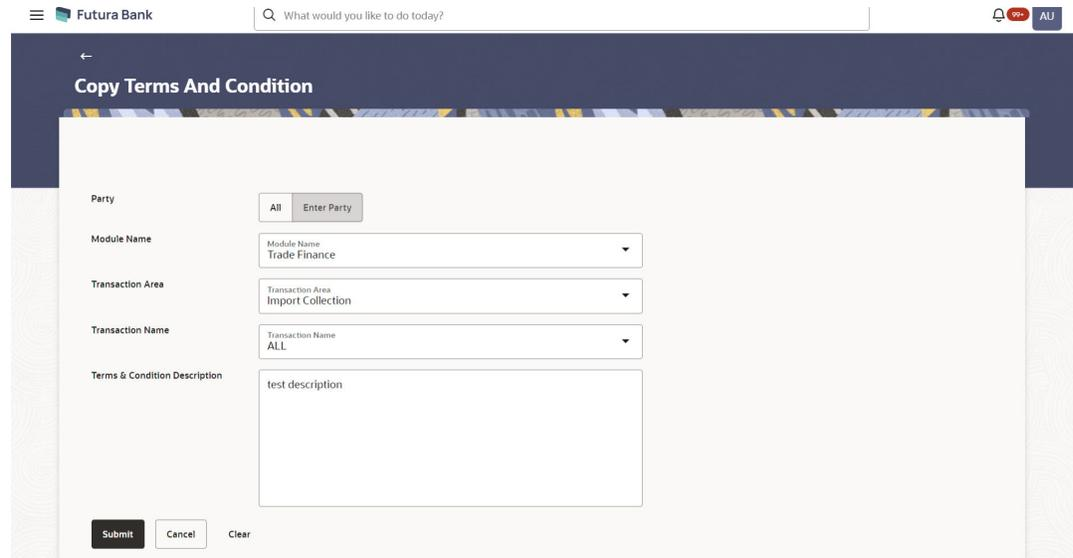 Futura Bank
What would you like to do today?
99+
AU
Copy Terms And Condition
Party
All
Enter Party
Module Name
Module Name
Trade Finance
Transaction Area
Transaction Area
Import Collection
Transaction Name
Transaction Name
ALL
Terms & Condition Description
test description
Submit
Cancel
Clear